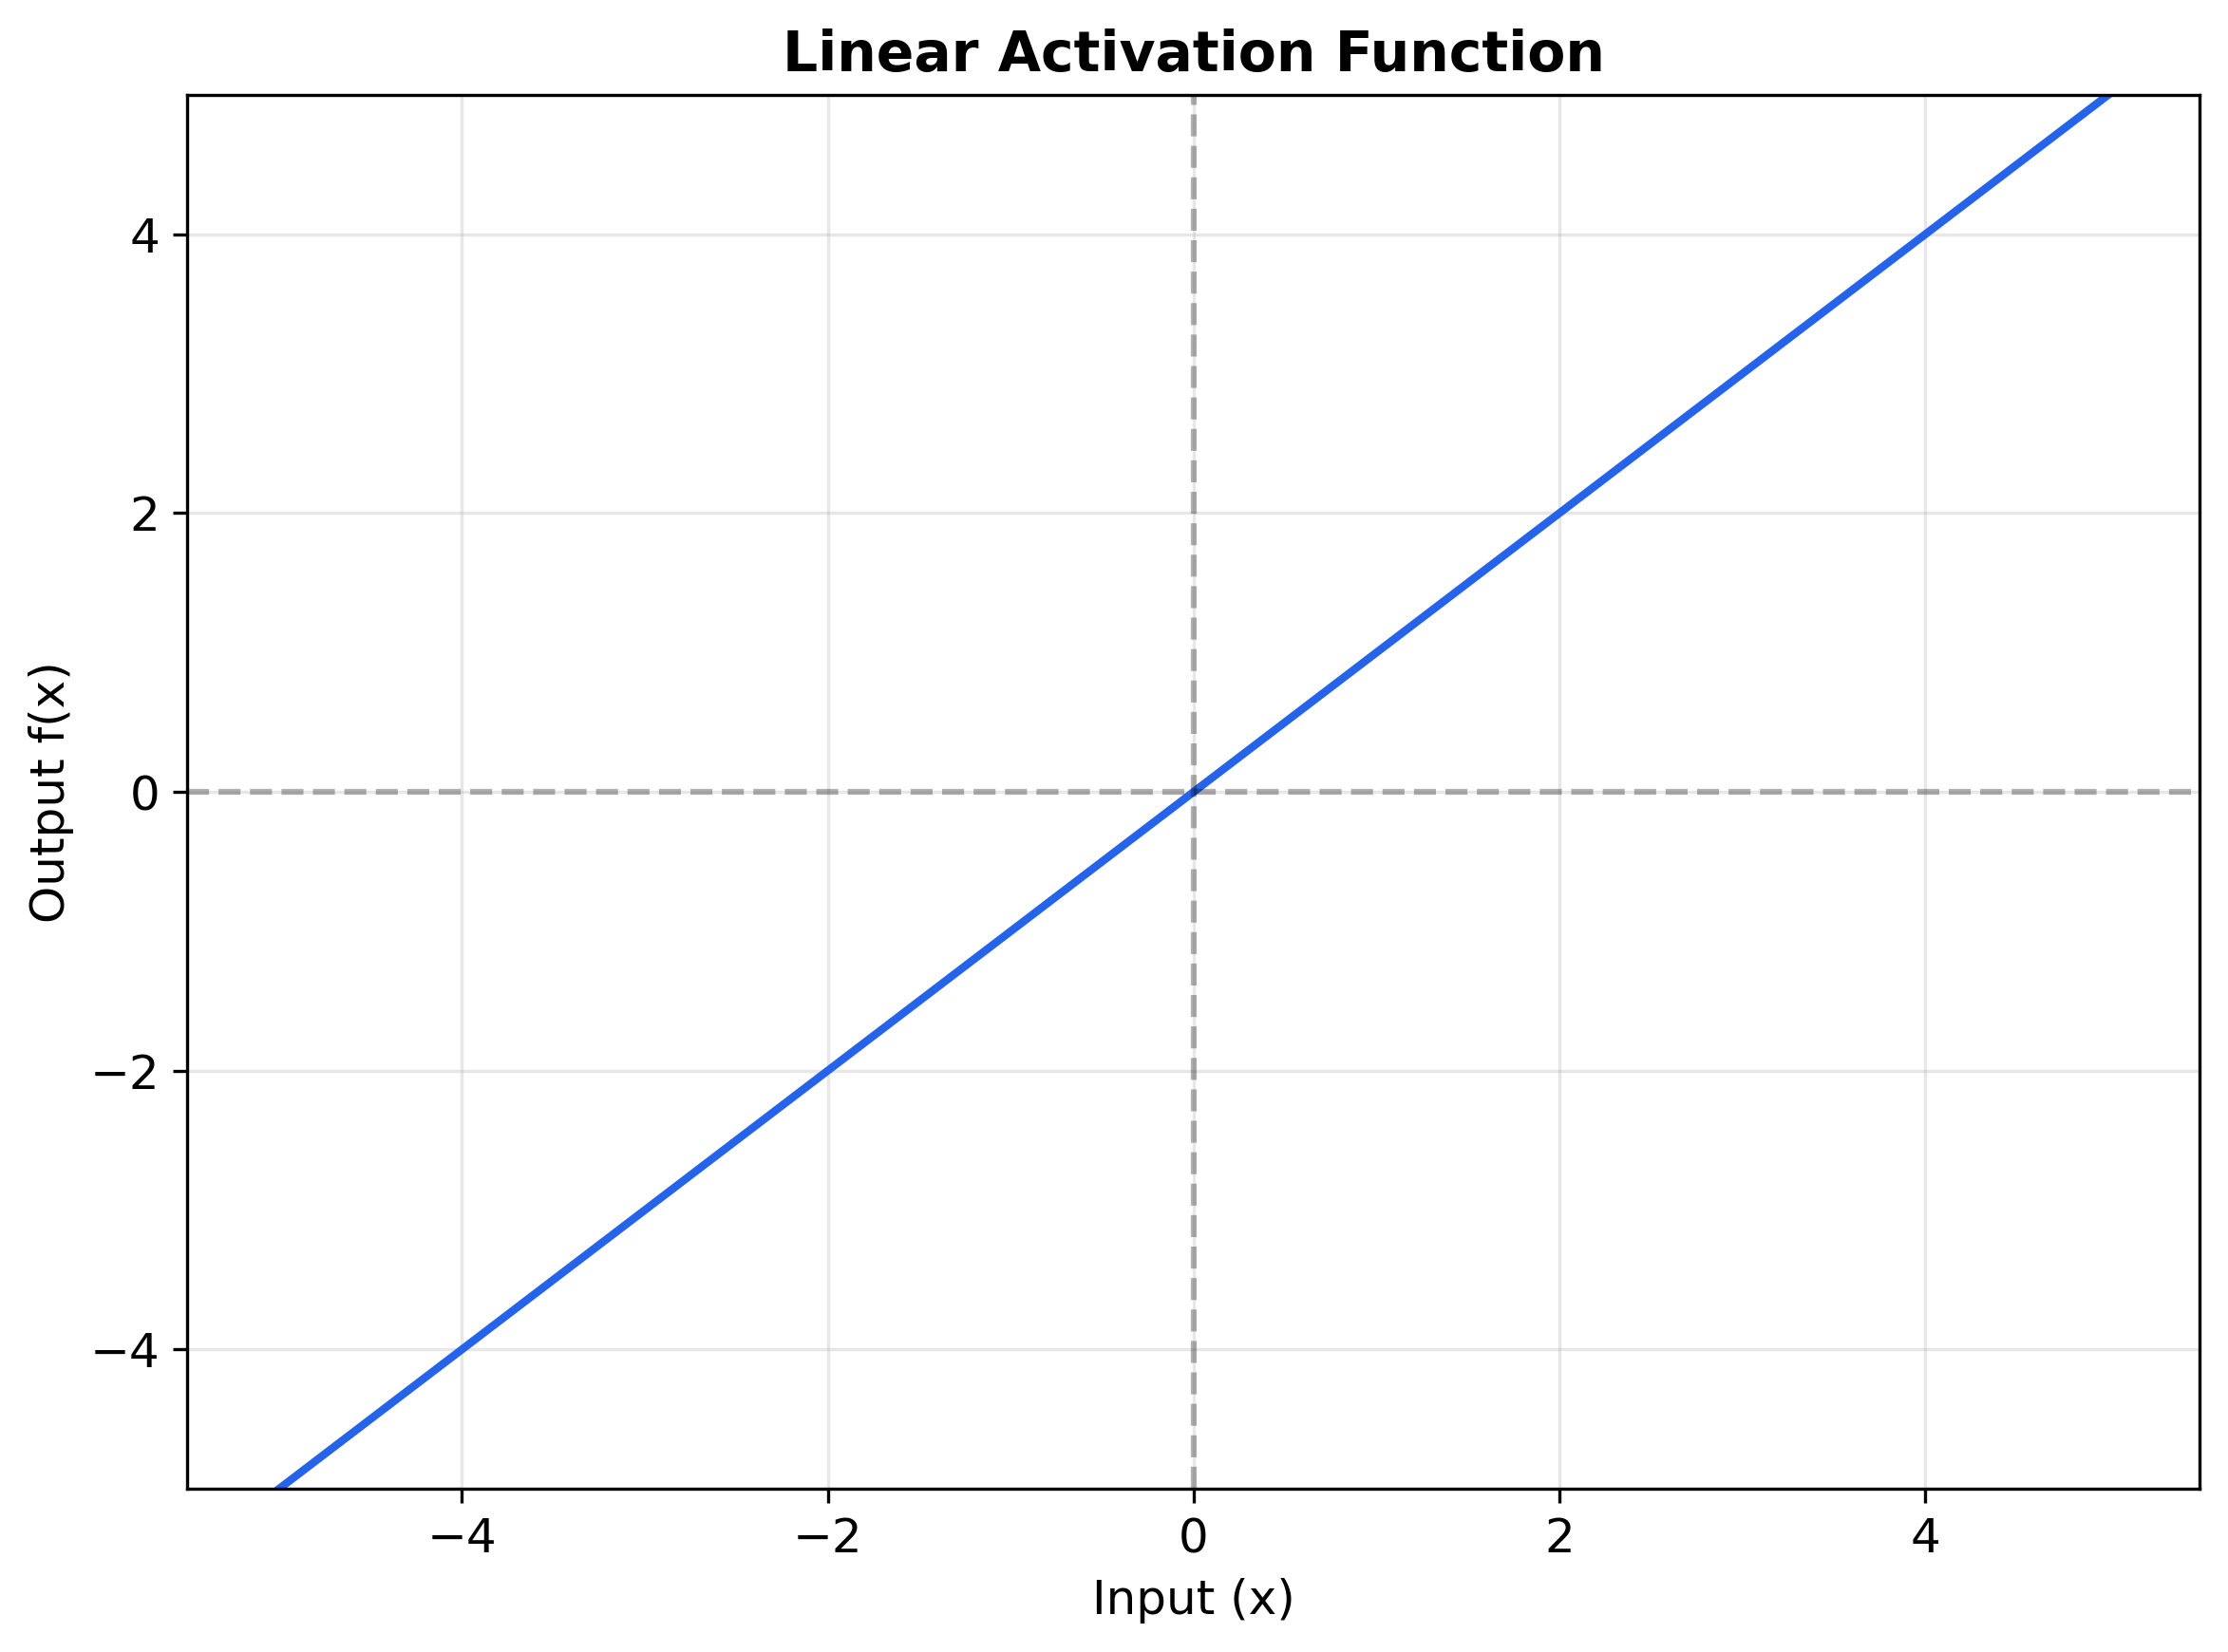 Linear Activation Function
Output f(x)
4
2
0
−2
−4
−4 −2 0 2 4
Input (x)